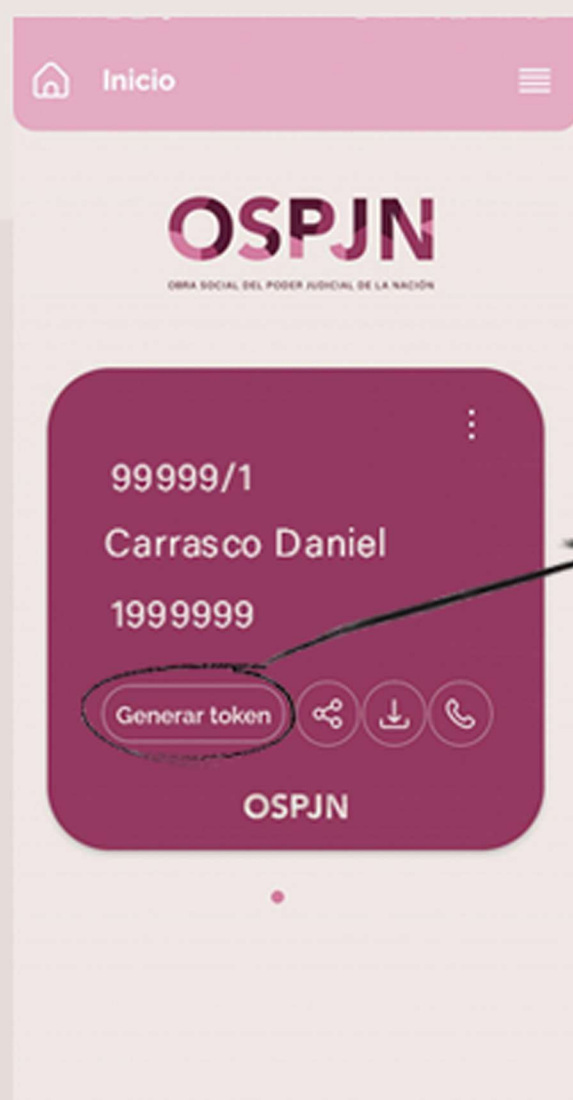 Inicio
OSPJN
OBRA SOCIAL DEL PODER JUDICIAL DE LA NACIÓN
99999/1
Carrasco Daniel
1999999
Generar token
OSPJN